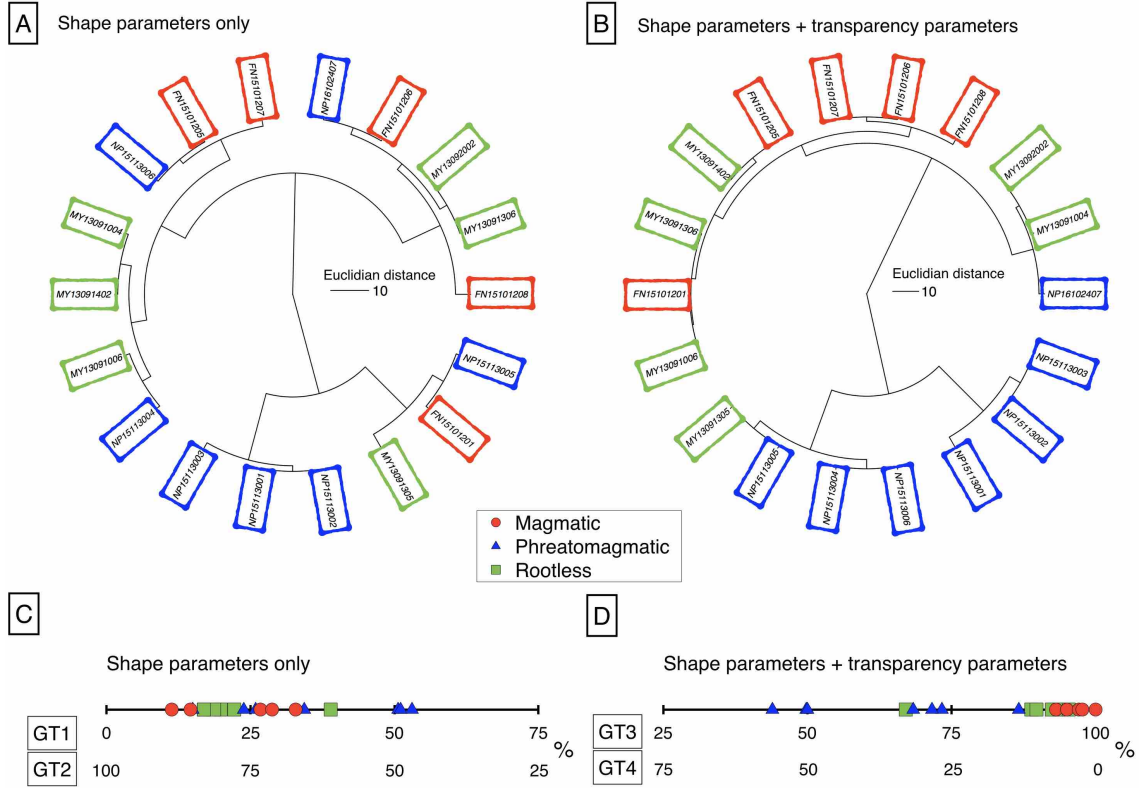 A
Shape parameters only
B
Shape parameters + transparency parameters
FN15101205
FN15101207
NP16102407
FN15101206
NP15113006
MY13092002
MY13091004
MY13091306
MY13091402
Euclidian distance
10
FN15101208
MY13091006
NP15113005
NP15113004
FN15101201
NP15113003
NP15113001
NP15113002
MY13091305
FN15101205
FN15101207
FN15101206
FN15101208
MY13091402
MY13092002
MY13091306
MY13091004
FN15101201
Euclidian distance
10
NP16102407
MY13091006
NP15113003
MY13091305
NP15113002
NP15113005
NP15113004
NP15113006
NP15113001
Magmatic
Phreatomagmatic
Rootless
C
Shape parameters only
GT1
0 25 50 75
%
GT2
100 75 50 25
D
Shape parameters + transparency parameters
GT3
25 50 75 100
%
GT4
75 50 25 0